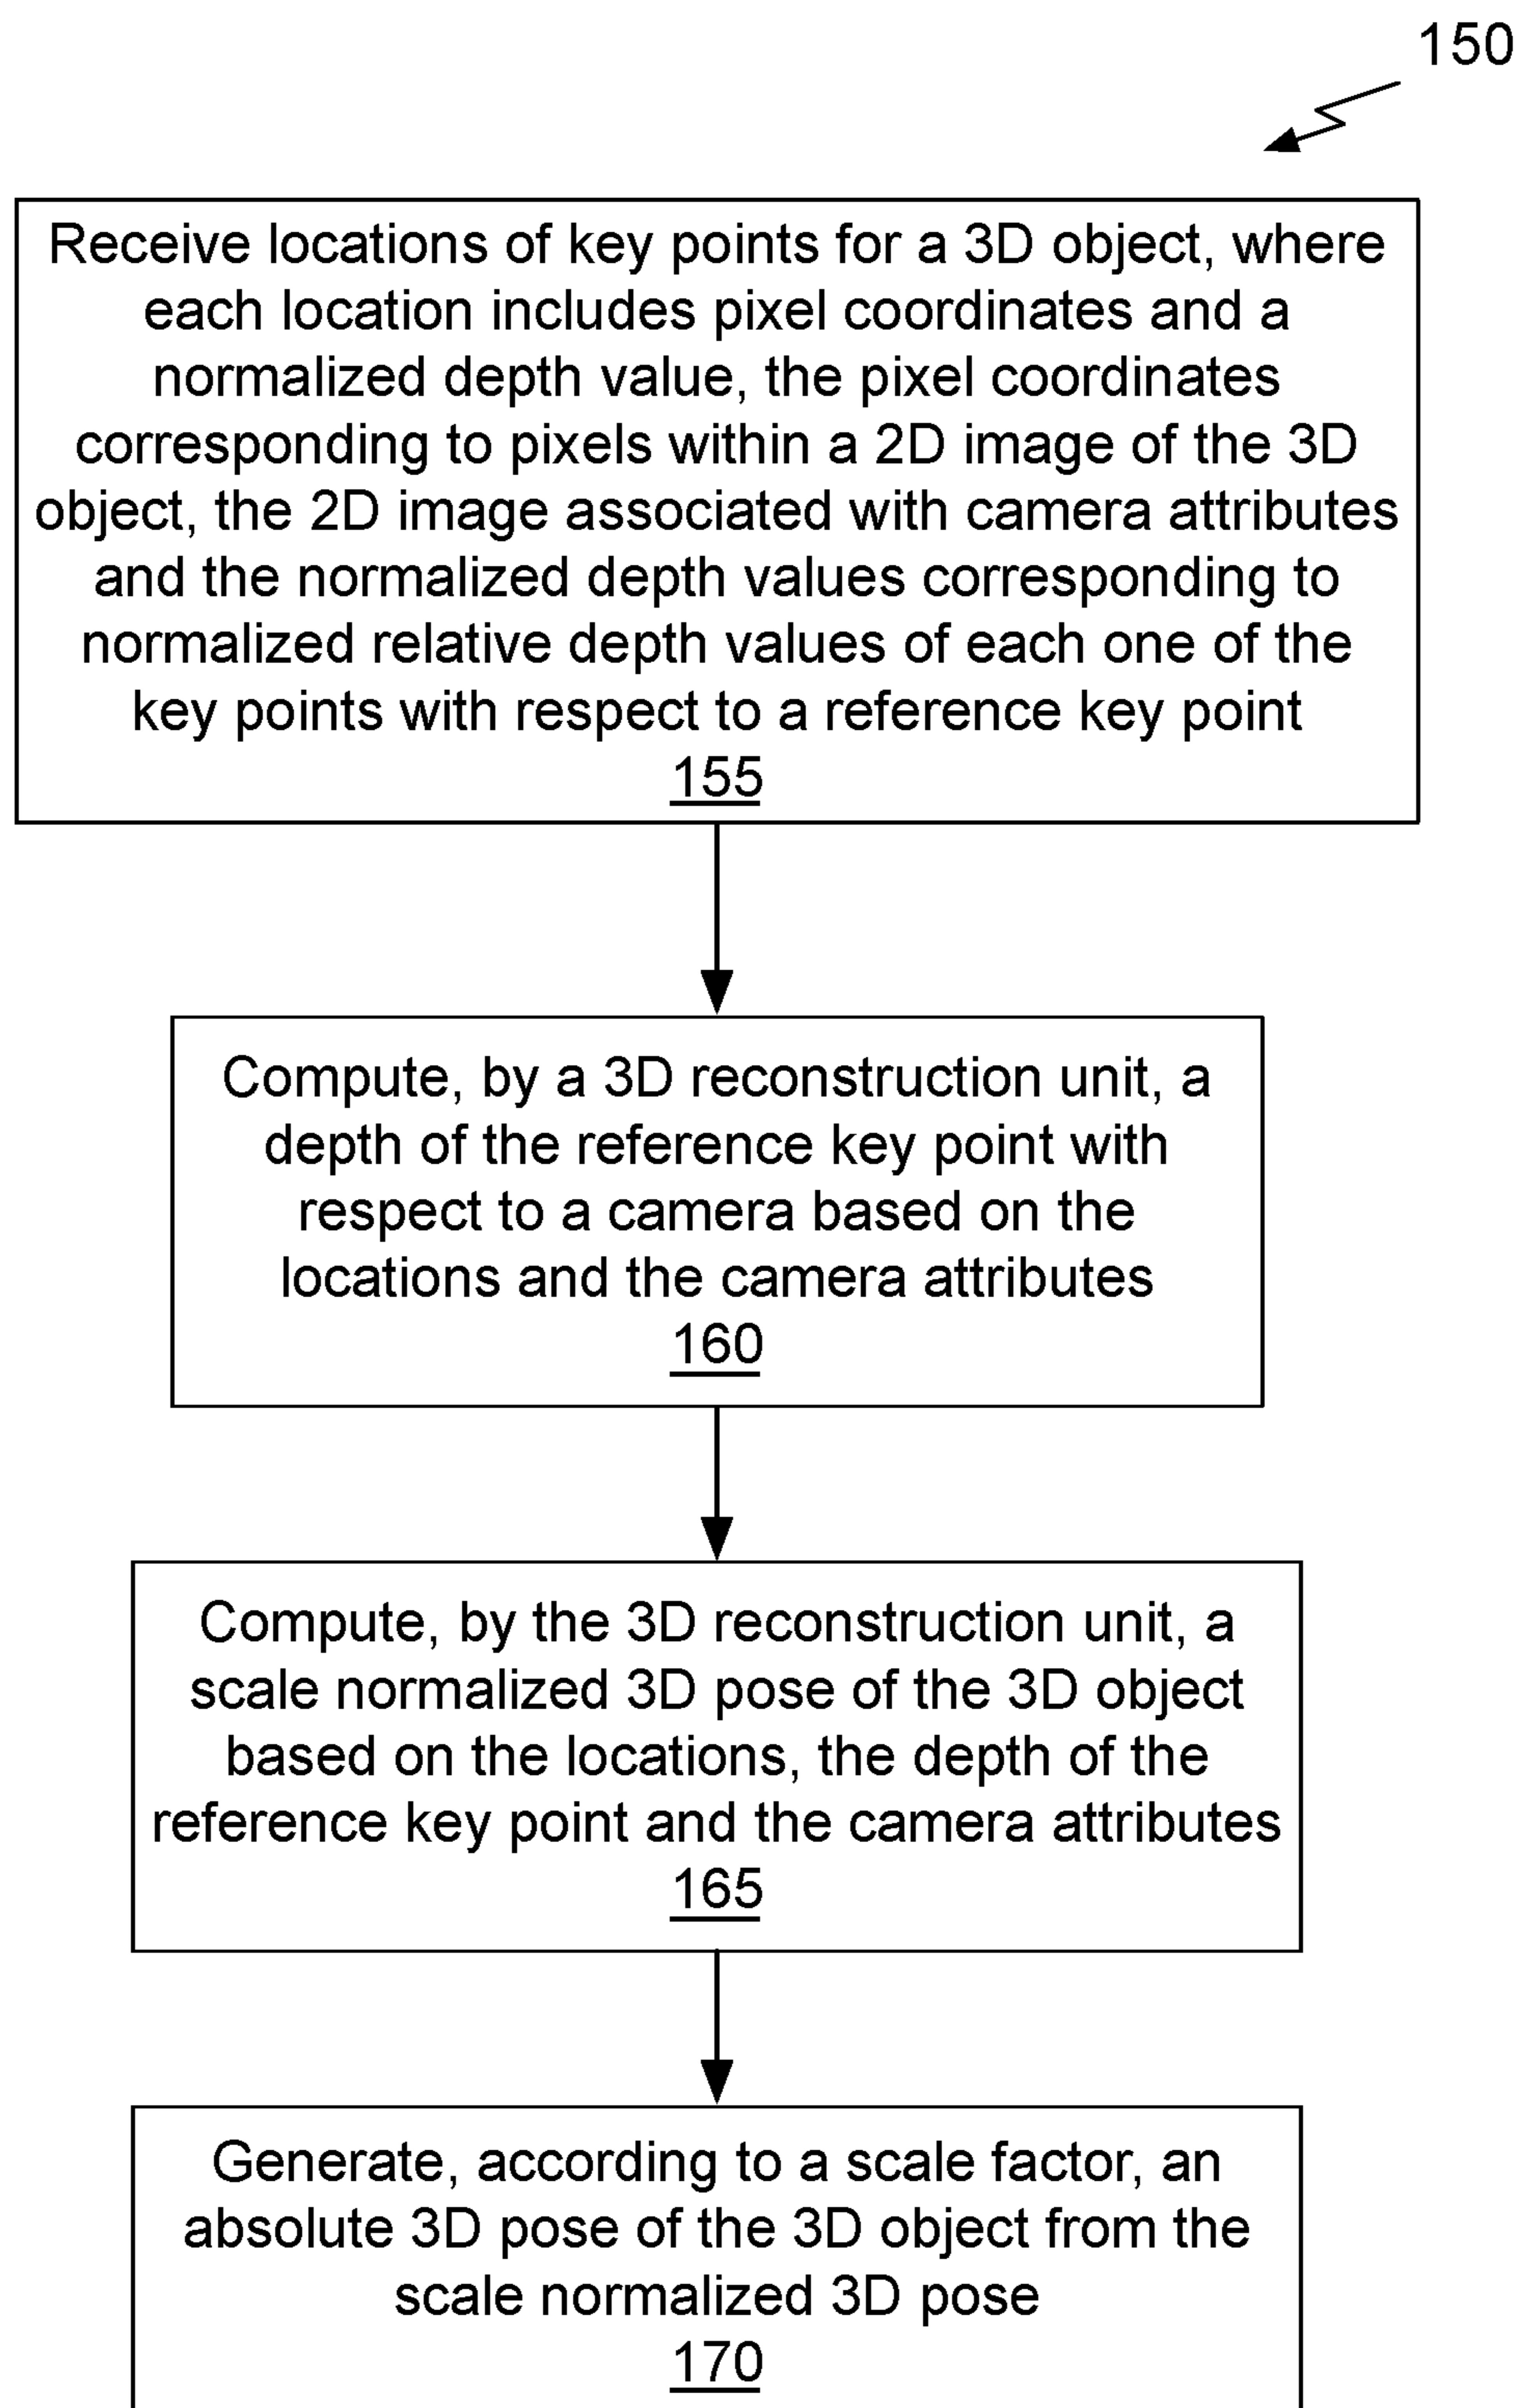 150
Receive locations of key points for a 3D object, where
each location includes pixel coordinates and a
normalized depth value, the pixel coordinates
corresponding to pixels within a 2D image of the 3D
object, the 2D image associated with camera attributes
and the normalized depth values corresponding to
normalized relative depth values of each one of the
key points with respect to a reference key point
155
Compute, by a 3D reconstruction unit, a
depth of the reference key point with
respect to a camera based on the
locations and the camera attributes
160
Compute, by the 3D reconstruction unit, a
scale normalized 3D pose of the 3D object
based on the locations, the depth of the
reference key point and the camera attributes
165
Generate, according to a scale factor, an
absolute 3D pose of the 3D object from the
scale normalized 3D pose
170